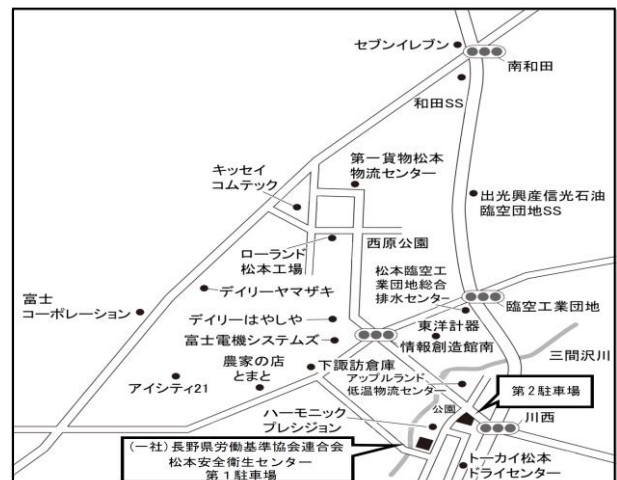 セブンイレブン
南和田
和田SS
第一貨物松本
物流センター
キッセイ
コムテック
出光興産信光石油
臨空団地SS
西原公園
ローランド
松本工場
松本臨空工
業団地総合
排水センター
デイリーヤマザキ
富士
コーポレーション
臨空工業団地
デイリーはやしや
東洋計器
富士電機システムズ
情報創造館南
三間沢川
農家の店
とまと
下諏訪倉庫
アップルランド
低温物流センター
アイシティ21
第2駐車場
公園
ハーモニック
プレシジョン
川西
(一社)長野県労働基準協会連合会
松本安全衛生センター
第1駐車場
トーカイ松本
ドライセンター